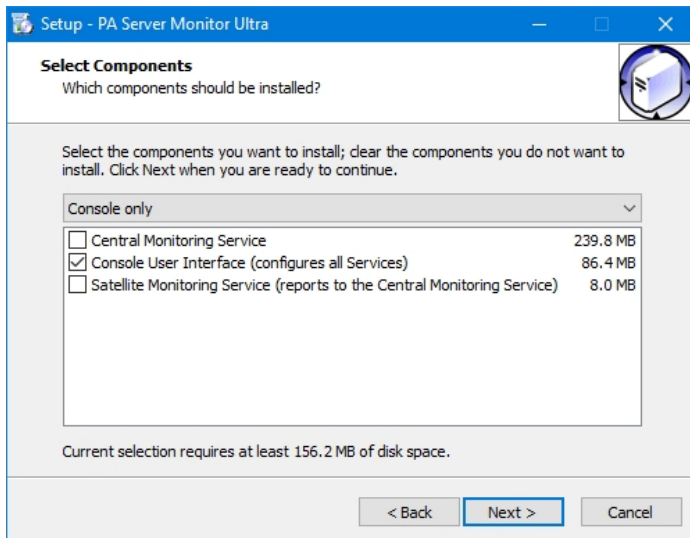 Setup - PA Server Monitor Ultra
Select Components
Which components should be installed?
Select the components you want to install; clear the components you do not want to
install. Click Next when you are ready to continue.
Console only
Central Monitoring Service 239.8 MB
Console User Interface (configures all Services) 86.4 MB
Satellite Monitoring Service (reports to the Central Monitoring Service) 8.0 MB
Current selection requires at least 156.2 MB of disk space.
< Back Next > Cancel